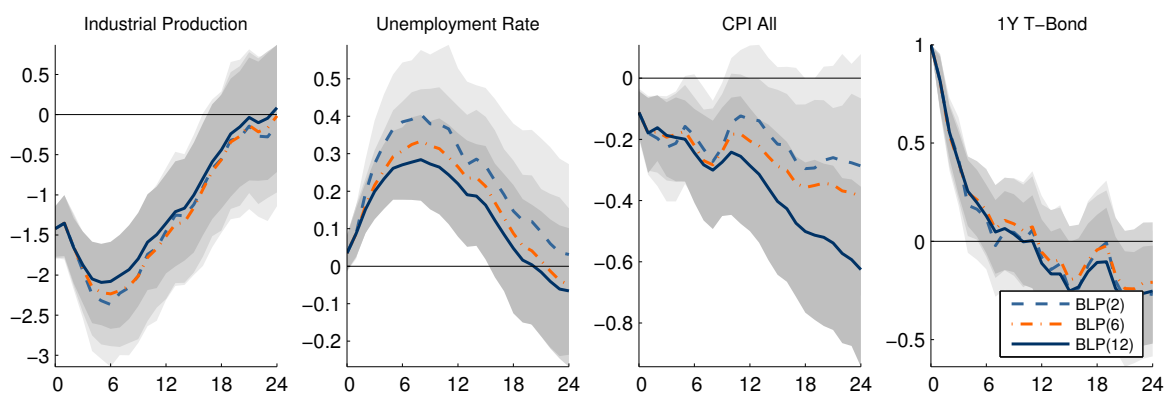 Industrial Production
0.5
0
−0.5
−1
−1.5
−2
−2.5
−3
0 6 12 18 24
Unemployment Rate
0.5
0.4
0.3
0.2
0.1
0
−0.1
−0.2
0 6 12 18 24
CPI All
0
−0.2
−0.4
−0.6
−0.8
0 6 12 18 24
1Y T−Bond
1
0.5
0
−0.5
0 6 12 18 24
BLP(2)
BLP(6)
BLP(12)